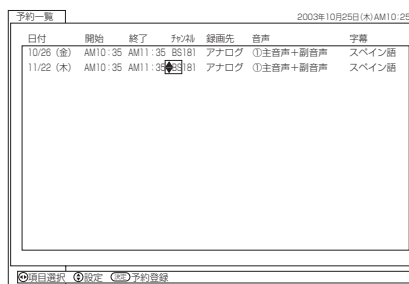 予約一覧 2003年10月25日(木)AM10:25
日付 開始 終了 チャンネル 録画先 音声 字幕
10/26 (金) AM10:35 AM11:35 BS181 アナログ ①主音声+副音声 スペイン語
11/22 (木) AM10:35 AM11:35 BS181 アナログ ①主音声+副音声 スペイン語
項目選択 設定 決定 予約登録